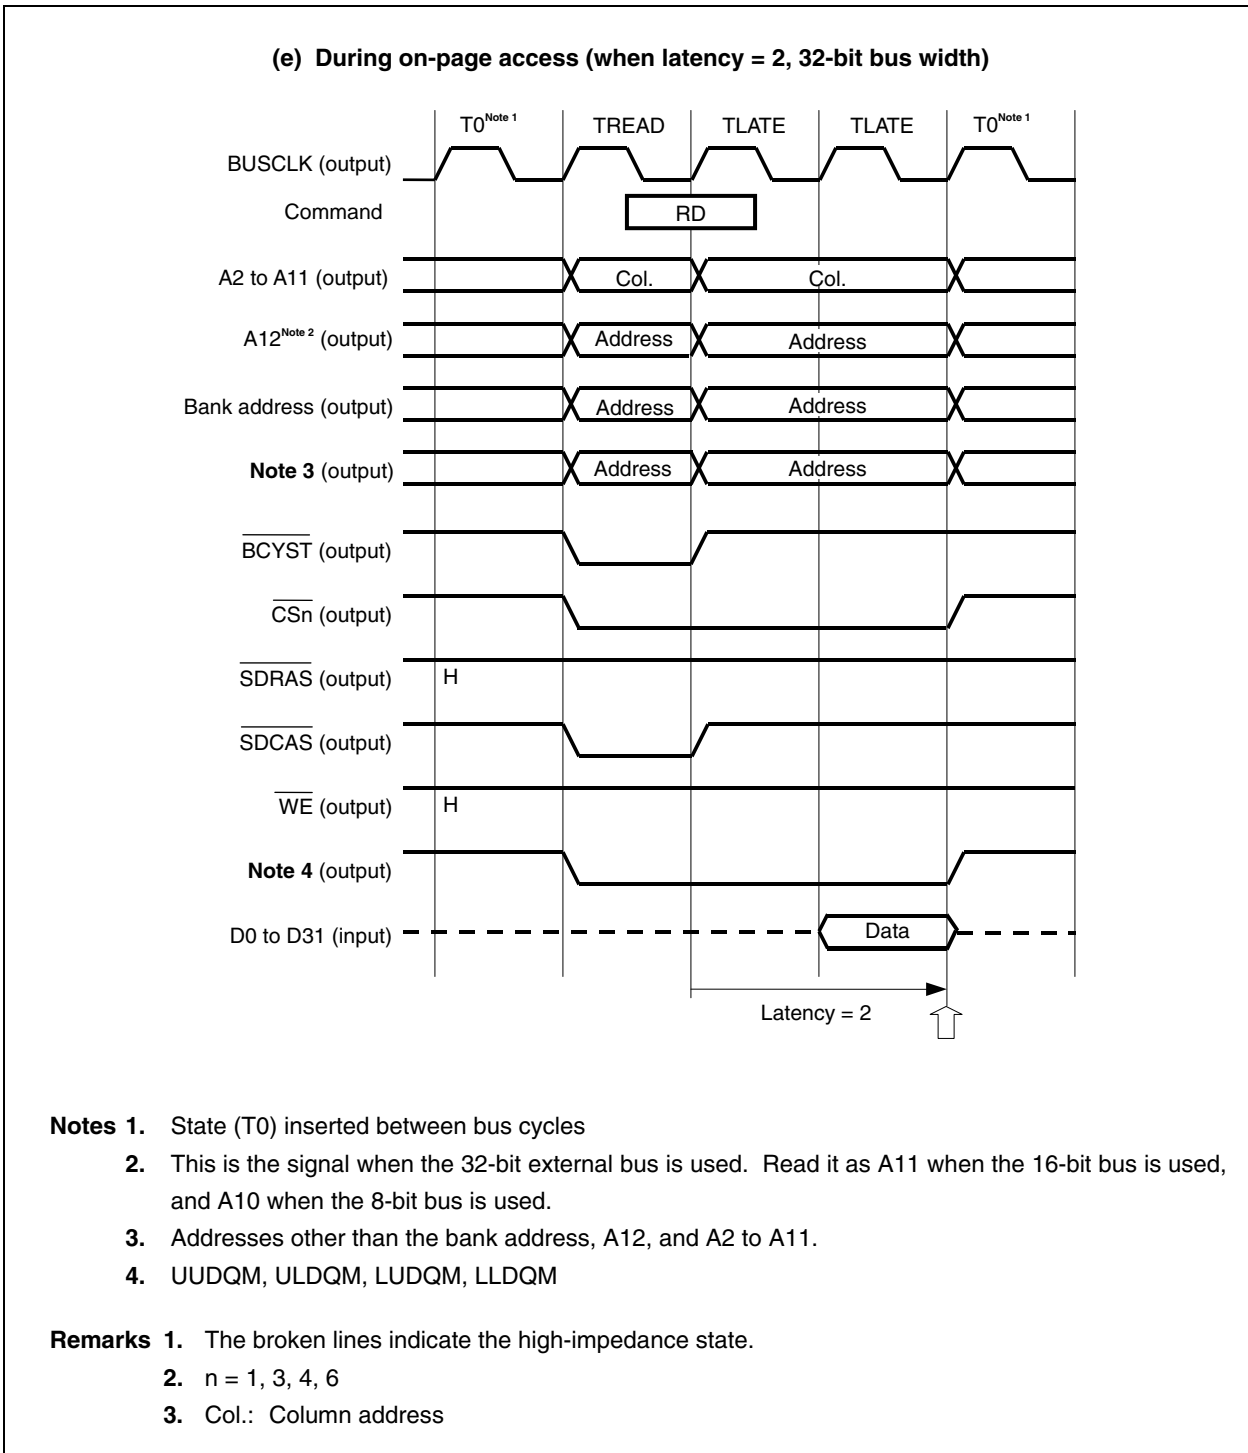 (e) During on-page access (when latency = 2, 32-bit bus width)
T0Note 1 TREAD TLATE TLATE T0Note 1
BUSCLK (output)
Command RD
A2 to A11 (output) Col. Col.
A12Note 2 (output) Address Address
Bank address (output) Address Address
Note 3 (output) Address Address
BCYST (output)
CSn (output)
SDRAS (output) H
SDCAS (output)
WE (output) H
Note 4 (output)
D0 to D31 (input) Data
Latency = 2
Notes 1. State (T0) inserted between bus cycles
2. This is the signal when the 32-bit external bus is used. Read it as A11 when the 16-bit bus is used,
and A10 when the 8-bit bus is used.
3. Addresses other than the bank address, A12, and A2 to A11.
4. UUDQM, ULDQM, LUDQM, LLDQM
Remarks 1. The broken lines indicate the high-impedance state.
2. n = 1, 3, 4, 6
3. Col.: Column address